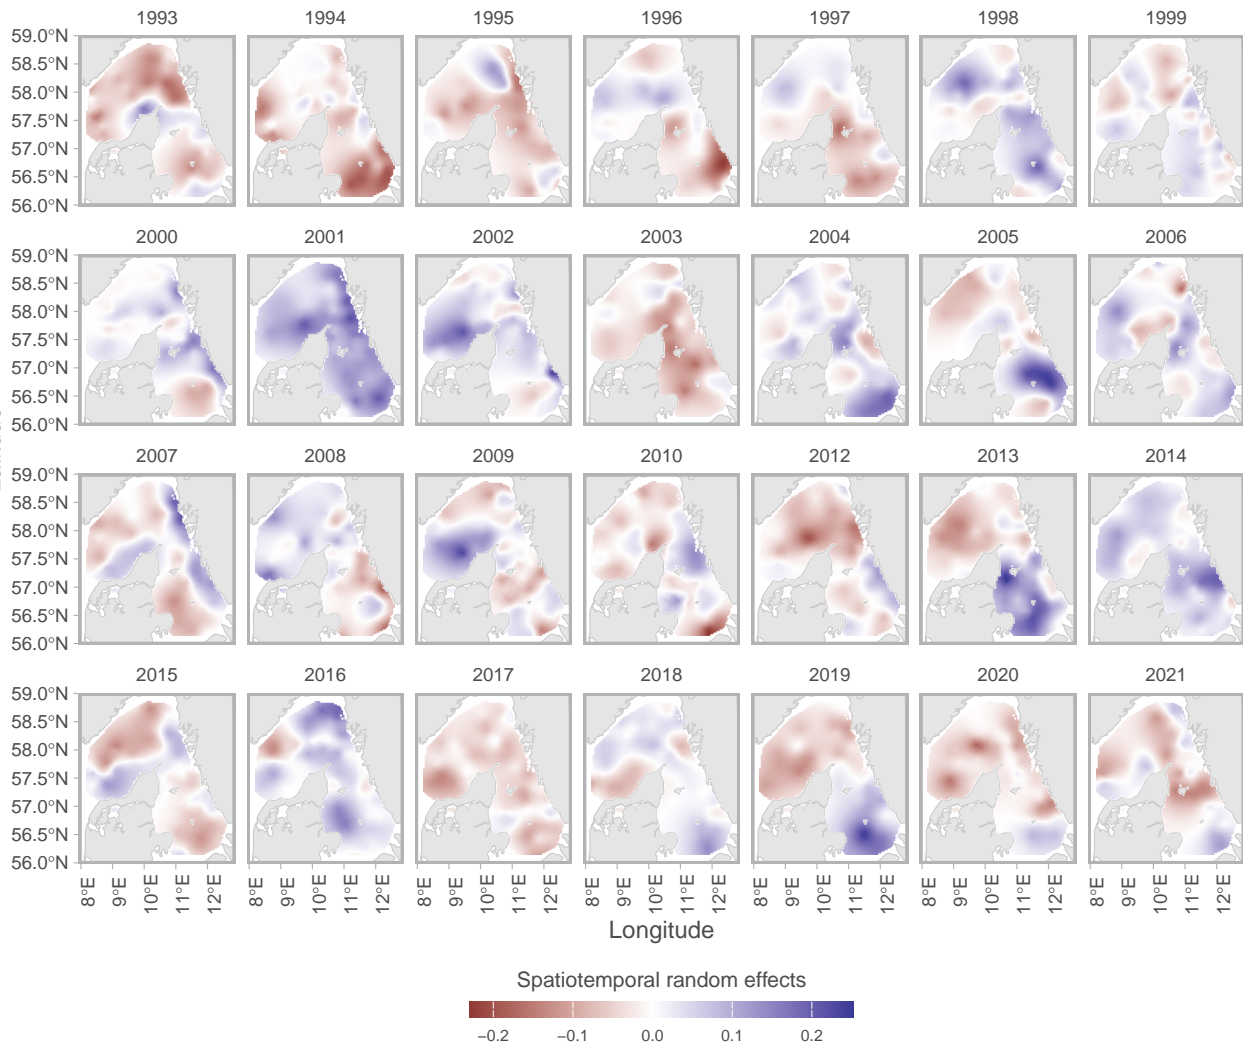 1993 1994 1995 1996 1997 1998 1999
59.0°N
58.5°N
58.0°N
57.5°N
57.0°N
56.5°N
56.0°N
2000 2001 2002 2003 2004 2005 2006
59.0°N
58.5°N
58.0°N
57.5°N
57.0°N
56.5°N
56.0°N
2007 2008 2009 2010 2012 2013 2014
59.0°N
58.5°N
58.0°N
57.5°N
57.0°N
56.5°N
56.0°N
2015 2016 2017 2018 2019 2020 2021
59.0°N
58.5°N
58.0°N
57.5°N
57.0°N
56.5°N
56.0°N
8°E 9°E 10°E 11°E 12°E 8°E 9°E 10°E 11°E 12°E 8°E 9°E 10°E 11°E 12°E 8°E 9°E 10°E 11°E 12°E 8°E 9°E 10°E 11°E 12°E 8°E 9°E 10°E 11°E 12°E 8°E 9°E 10°E 11°E 12°E
Longitude
Spatiotemporal random effects
−0.2 −0.1 0.0 0.1 0.2